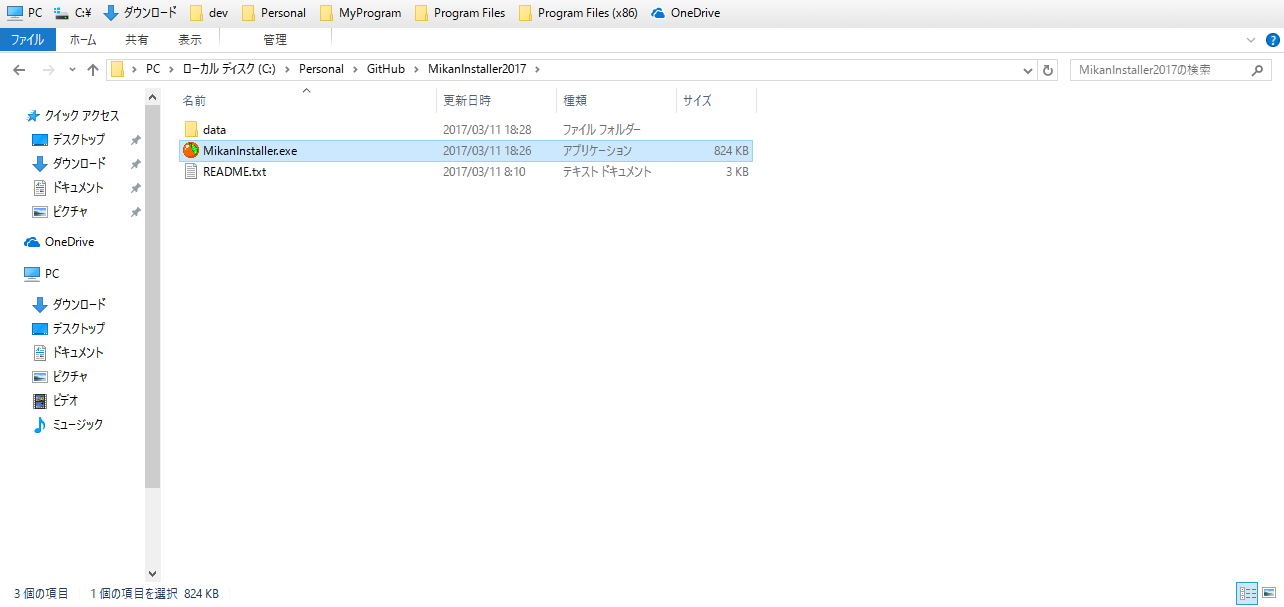 PC C:¥ ダウンロード dev Personal MyProgram Program Files Program Files (x86) OneDrive
ファイル ホーム 共有 表示 管理
PC ローカル ディスク (C:) Personal GitHub MikanInstaller2017 MikanInstaller2017の検索
名前 更新日時 種類 サイズ
data 2017/03/11 18:28 ファイル フォルダー
MikanInstaller.exe 2017/03/11 18:26 アプリケーション 824 KB
README.txt 2017/03/11 8:10 テキスト ドキュメント 3 KB
クイック アクセス
デスクトップ
ダウンロード
ドキュメント
ピクチャ
OneDrive
PC
ダウンロード
デスクトップ
ドキュメント
ピクチャ
ビデオ
ミュージック
3 個の項目 1 個の項目を選択 824 KB